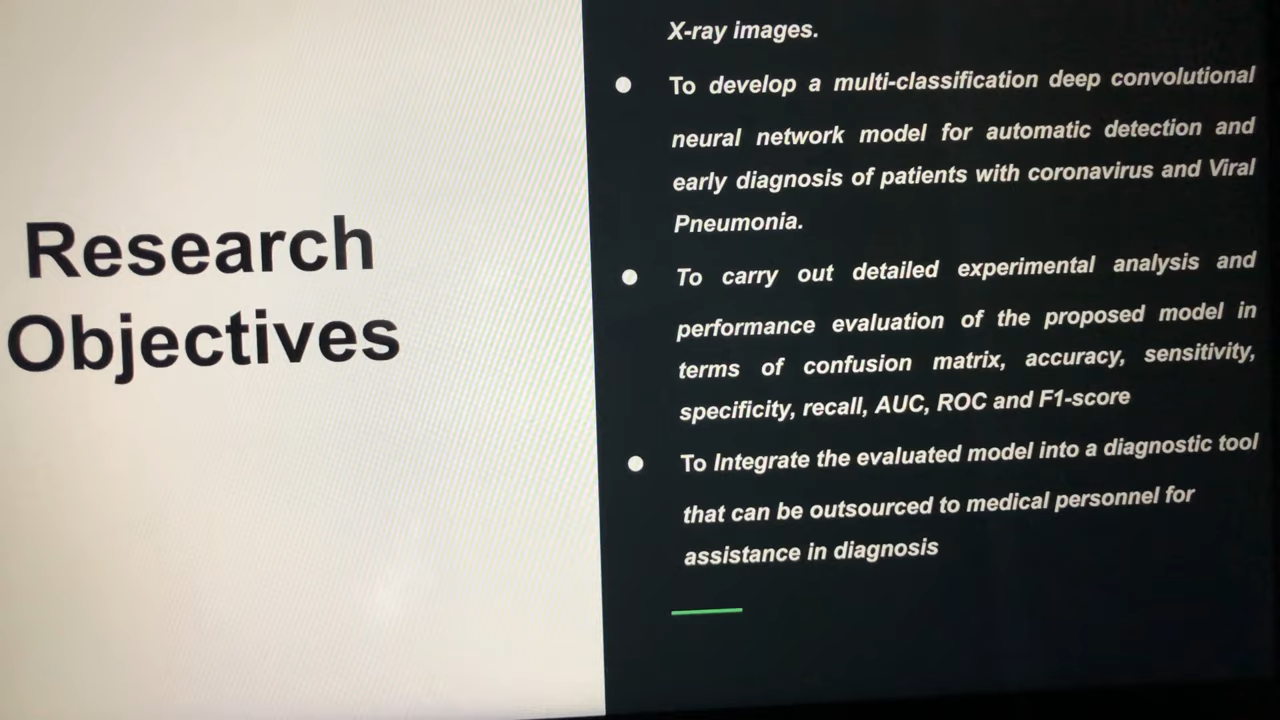 Research
Objectives
X-ray images.
To develop a multi-classification deep convolutional
neural network model for automatic detection and
early diagnosis of patients with coronavirus and Viral
Pneumonia.
To carry out detailed experimental analysis and
performance evaluation of the proposed model in
terms of confusion matrix, accuracy, sensitivity,
specificity, recall, AUC, ROC and F1-score
To Integrate the evaluated model into a diagnostic tool
that can be outsourced to medical personnel for
assistance in diagnosis